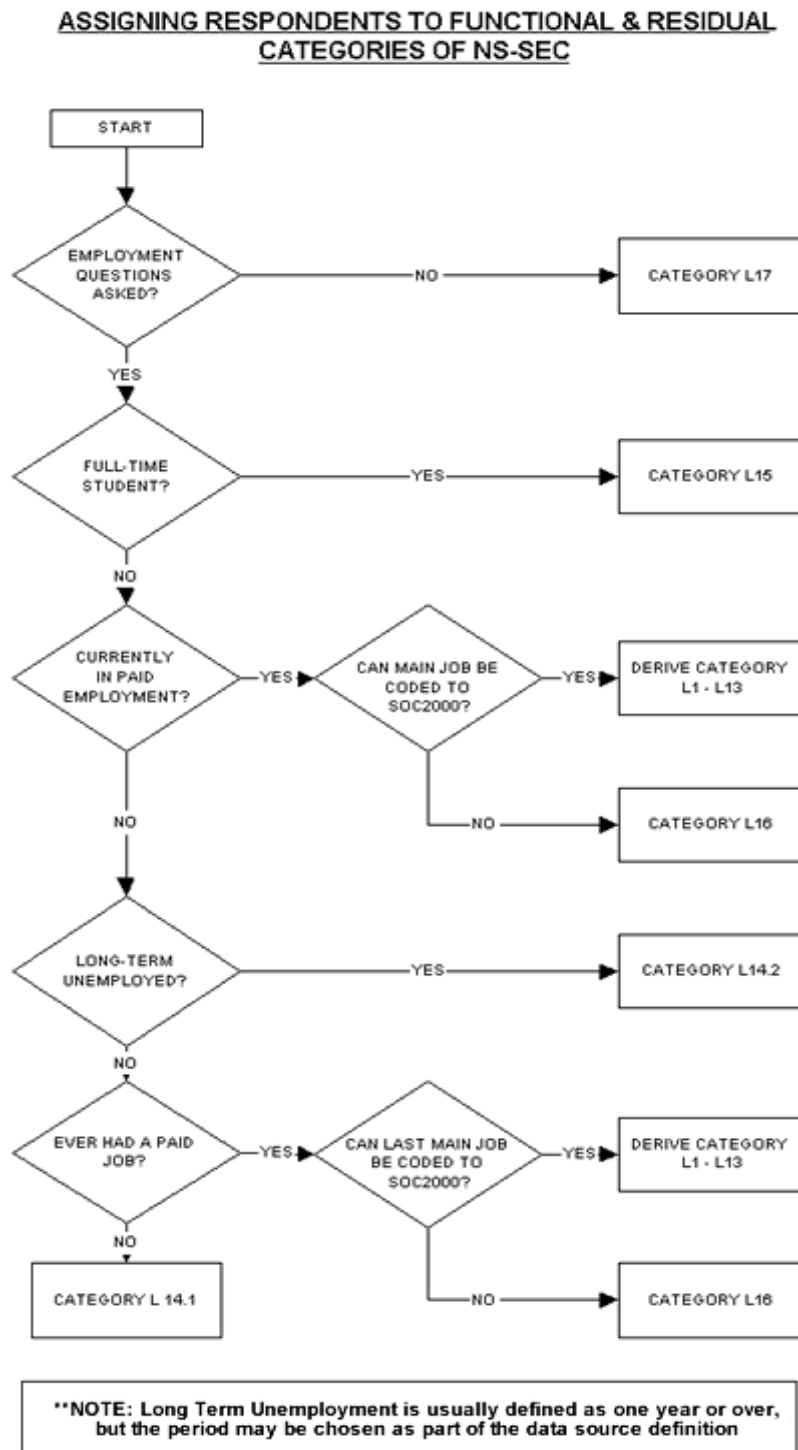 ASSIGNING RESPONDENTS TO FUNCTIONAL & RESIDUAL
CATEGORIES OF NS-SEC
START
EMPLOYMENT
QUESTIONS
ASKED?
NO
CATEGORY L17
YES
FULL-TIME
STUDENT?
YES
CATEGORY L15
NO
CURRENTLY
IN PAID
EMPLOYMENT?
YES
CAN MAIN JOB BE
CODED TO
SOC2000?
YES
DERIVE CATEGORY
L1 - L13
NO
NO
CATEGORY L16
LONG-TERM
UNEMPLOYED?
YES
CATEGORY L14.2
NO
EVER HAD A PAID
JOB?
YES
CAN LAST MAIN JOB
BE CODED TO
SOC2000?
YES
DERIVE CATEGORY
L1 - L13
NO
CATEGORY L 14.1
NO
CATEGORY L16
**NOTE: Long Term Unemployment is usually defined as one year or over,
but the period may be chosen as part of the data source definition